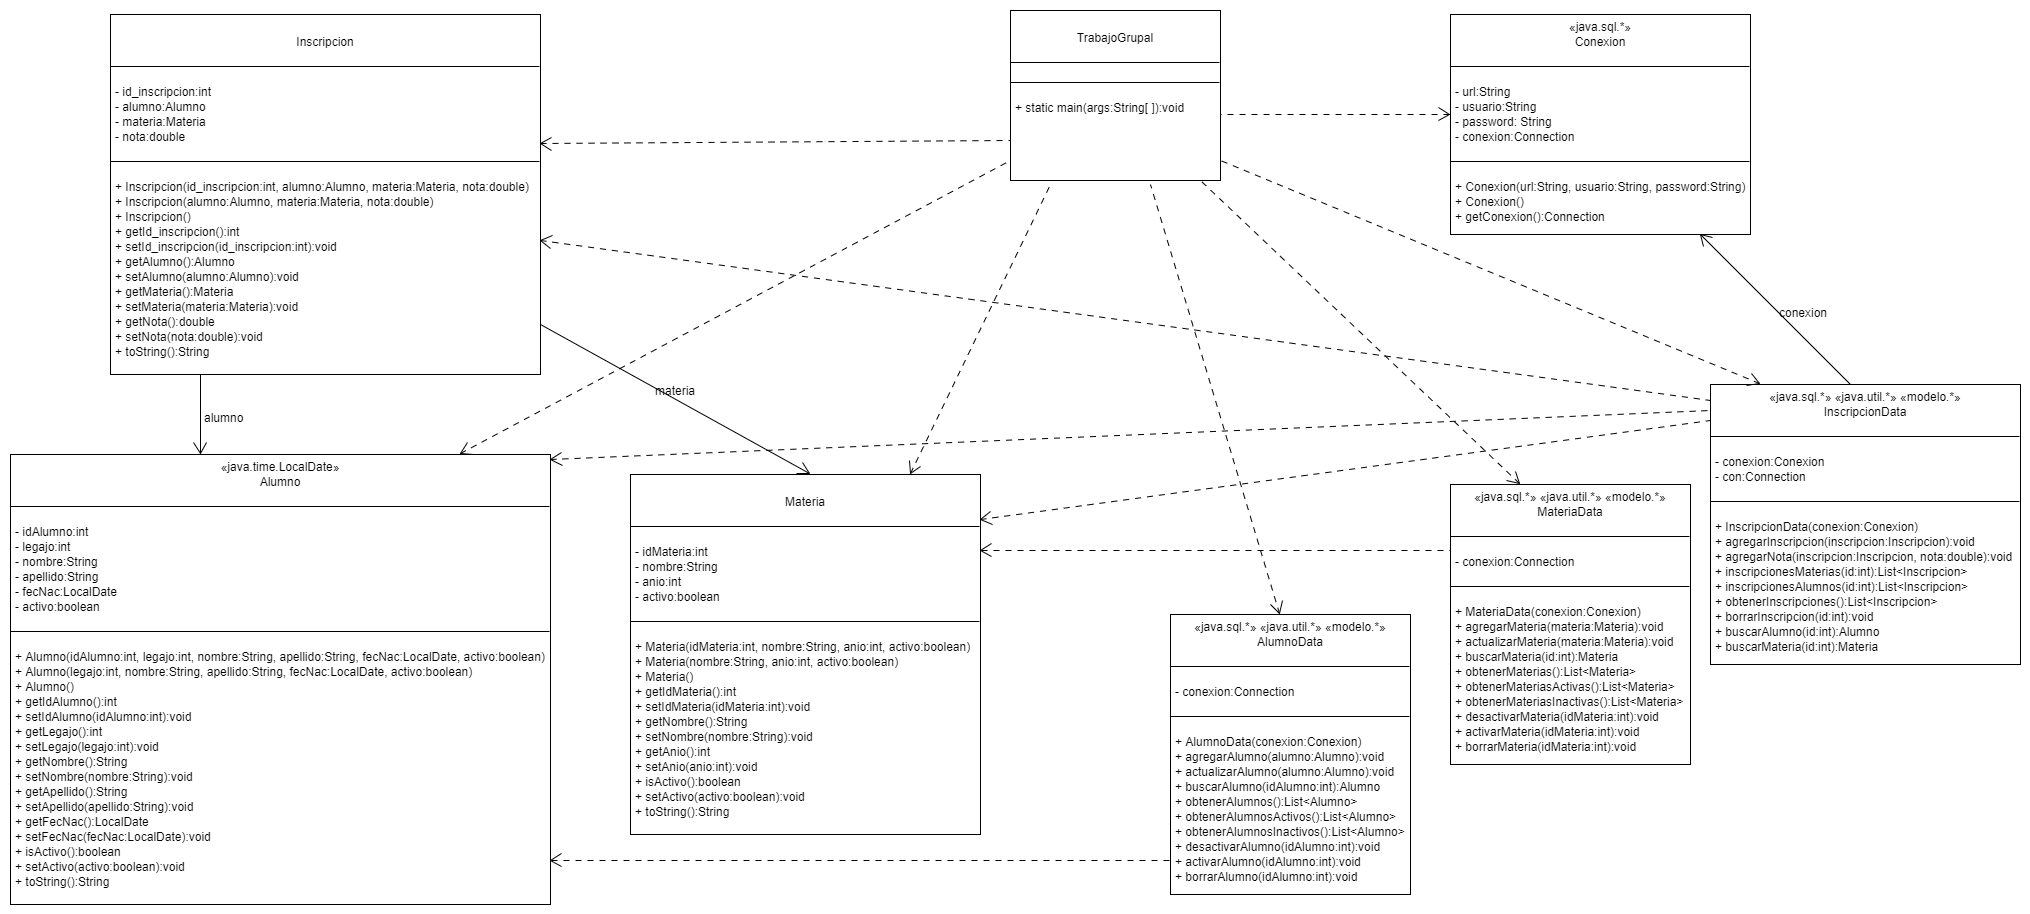 Inscripcion
- id_inscripcion:int
- alumno:Alumno
- materia:Materia
- nota:double
+ Inscripcion(id_inscripcion:int, alumno:Alumno, materia:Materia, nota:double)
+ Inscripcion(alumno:Alumno, materia:Materia, nota:double)
+ Inscripcion()
+ getId_inscripcion():int
+ setId_inscripcion(id_inscripcion:int):void
+ getAlumno():Alumno
+ setAlumno(alumno:Alumno):void
+ getMateria():Materia
+ setMateria(materia:Materia):void
+ getNota():double
+ setNota(nota:double):void
+ toString():String
TrabajoGrupal
+ static main(args:String[ ]):void
«java.sql.*»
Conexion
- url:String
- usuario:String
- password: String
- conexion:Connection
+ Conexion(url:String, usuario:String, password:String)
+ Conexion()
+ getConexion():Connection
conexion
materia
alumno
«java.time.LocalDate»
Alumno
- idAlumno:int
- legajo:int
- nombre:String
- apellido:String
- fecNac:LocalDate
- activo:boolean
+ Alumno(idAlumno:int, legajo:int, nombre:String, apellido:String, fecNac:LocalDate, activo:boolean)
+ Alumno(legajo:int, nombre:String, apellido:String, fecNac:LocalDate, activo:boolean)
+ Alumno()
+ getIdAlumno():int
+ setIdAlumno(idAlumno:int):void
+ getLegajo():int
+ setLegajo(legajo:int):void
+ getNombre():String
+ setNombre(nombre:String):void
+ getApellido():String
+ setApellido(apellido:String):void
+ getFecNac():LocalDate
+ setFecNac(fecNac:LocalDate):void
+ isActivo():boolean
+ setActivo(activo:boolean):void
+ toString():String
Materia
- idMateria:int
- nombre:String
- anio:int
- activo:boolean
+ Materia(idMateria:int, nombre:String, anio:int, activo:boolean)
+ Materia(nombre:String, anio:int, activo:boolean)
+ Materia()
+ getIdMateria():int
+ setIdMateria(idMateria:int):void
+ getNombre():String
+ setNombre(nombre:String):void
+ getAnio():int
+ setAnio(anio:int):void
+ isActivo():boolean
+ setActivo(activo:boolean):void
+ toString():String
«java.sql.*» «java.util.*» «modelo.*»
AlumnoData
- conexion:Connection
+ AlumnoData(conexion:Conexion)
+ agregarAlumno(alumno:Alumno):void
+ actualizarAlumno(alumno:Alumno):void
+ buscarAlumno(idAlumno:int):Alumno
+ obtenerAlumnos():List<Alumno>
+ obtenerAlumnosActivos():List<Alumno>
+ obtenerAlumnosInactivos():List<Alumno>
+ desactivarAlumno(idAlumno:int):void
+ activarAlumno(idAlumno:int):void
+ borrarAlumno(idAlumno:int):void
«java.sql.*» «java.util.*» «modelo.*»
MateriaData
- conexion:Connection
+ MateriaData(conexion:Conexion)
+ agregarMateria(materia:Materia):void
+ actualizarMateria(materia:Materia):void
+ buscarMateria(id:int):Materia
+ obtenerMaterias():List<Materia>
+ obtenerMateriasActivas():List<Materia>
+ obtenerMateriasInactivas():List<Materia>
+ desactivarMateria(idMateria:int):void
+ activarMateria(idMateria:int):void
+ borrarMateria(idMateria:int):void
«java.sql.*» «java.util.*» «modelo.*»
InscripcionData
- conexion:Conexion
- con:Connection
+ InscripcionData(conexion:Conexion)
+ agregarInscripcion(inscripcion:Inscripcion):void
+ agregarNota(inscripcion:Inscripcion, nota:double):void
+ inscripcionesMaterias(id:int):List<Inscripcion>
+ inscripcionesAlumnos(id:int):List<Inscripcion>
+ obtenerInscripciones():List<Inscripcion>
+ borrarInscripcion(id:int):void
+ buscarAlumno(id:int):Alumno
+ buscarMateria(id:int):Materia